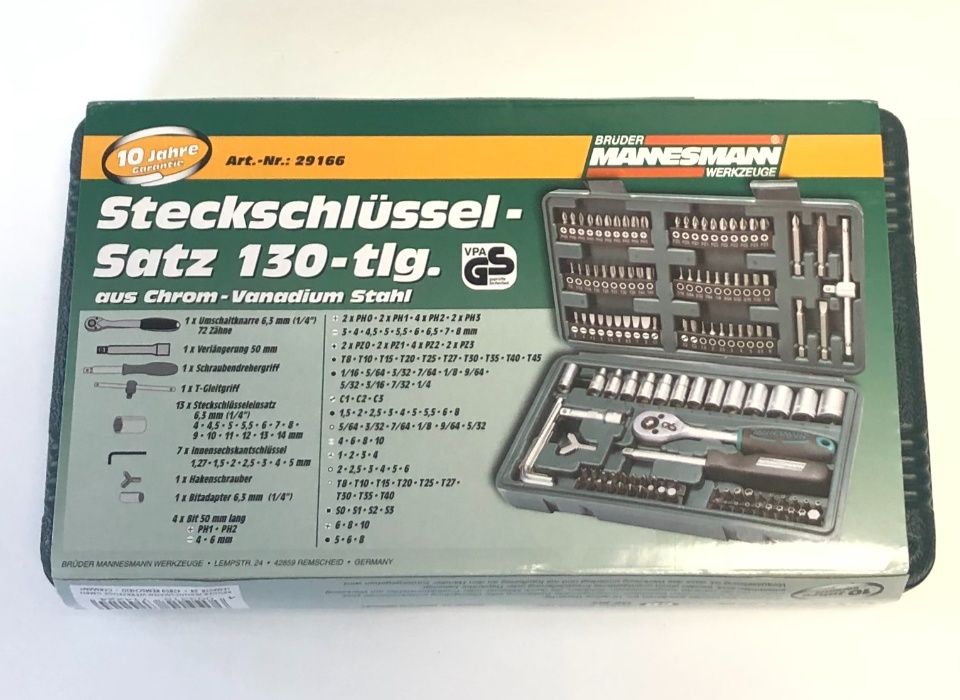 10 Jahre
Garantie
Art.-Nr.: 29166
BRÜDER
MANNESMANN
WERKZEUGE
Steckschlüssel-
Satz 130-tlg.
aus Chrom-Vanadium Stahl
VPA
GS
geprüfte
Sicherheit
1 x Umschaltknarre 6,3 mm (1/4")
72 Zähne
1 x Verlängerung 50 mm
1 x Schraubendrehergriff
1 x T-Gleitgriff
13 x Steckschlüsseleinsatz
6,3 mm (1/4")
4 • 4,5 • 5 • 5,5 • 6 • 7 • 8 •
9 • 10 • 11 • 12 • 13 • 14 mm
7 x Innensechskantschlüssel
1,27 • 1,5 • 2 • 2,5 • 3 • 4 • 5 mm
1 x Hakenschrauber
1 x Bitadapter 6,3 mm (1/4")
4 x Bit 50 mm lang
PH1 • PH2
4 • 6 mm
2 x PH0 • 2 x PH1 • 4 x PH2 • 2 x PH3
3 • 4 • 4,5 • 5 • 5,5 • 6 • 6,5 • 7 • 8 mm
2 x PZ0 • 2 x PZ1 • 4 x PZ2 • 2 x PZ3
T8 • T10 • T15 • T20 • T25 • T27 • T30 • T35 • T40 • T45
1/16 • 5/64 • 3/32 • 7/64 • 1/8 • 9/64 •
5/32 • 3/16 • 7/32 • 1/4
C1 • C2 • C3
1,5 • 2 • 2,5 • 3 • 4 • 5 • 5,5 • 6 • 8
5/64 • 3/32 • 7/64 • 1/8 • 9/64 • 5/32
4 • 6 • 8 • 10
1 • 2 • 3 • 4
2 • 2,5 • 3 • 4 • 5 • 6
T8 • T10 • T15 • T20 • T25 • T27 •
T30 • T35 • T40
S0 • S1 • S2 • S3
6 • 8 • 10
5 • 6 • 8
BRÜDER MANNESMANN WERKZEUGE • LEMPSTR. 24 • 42859 REMSCHEID • GERMANY